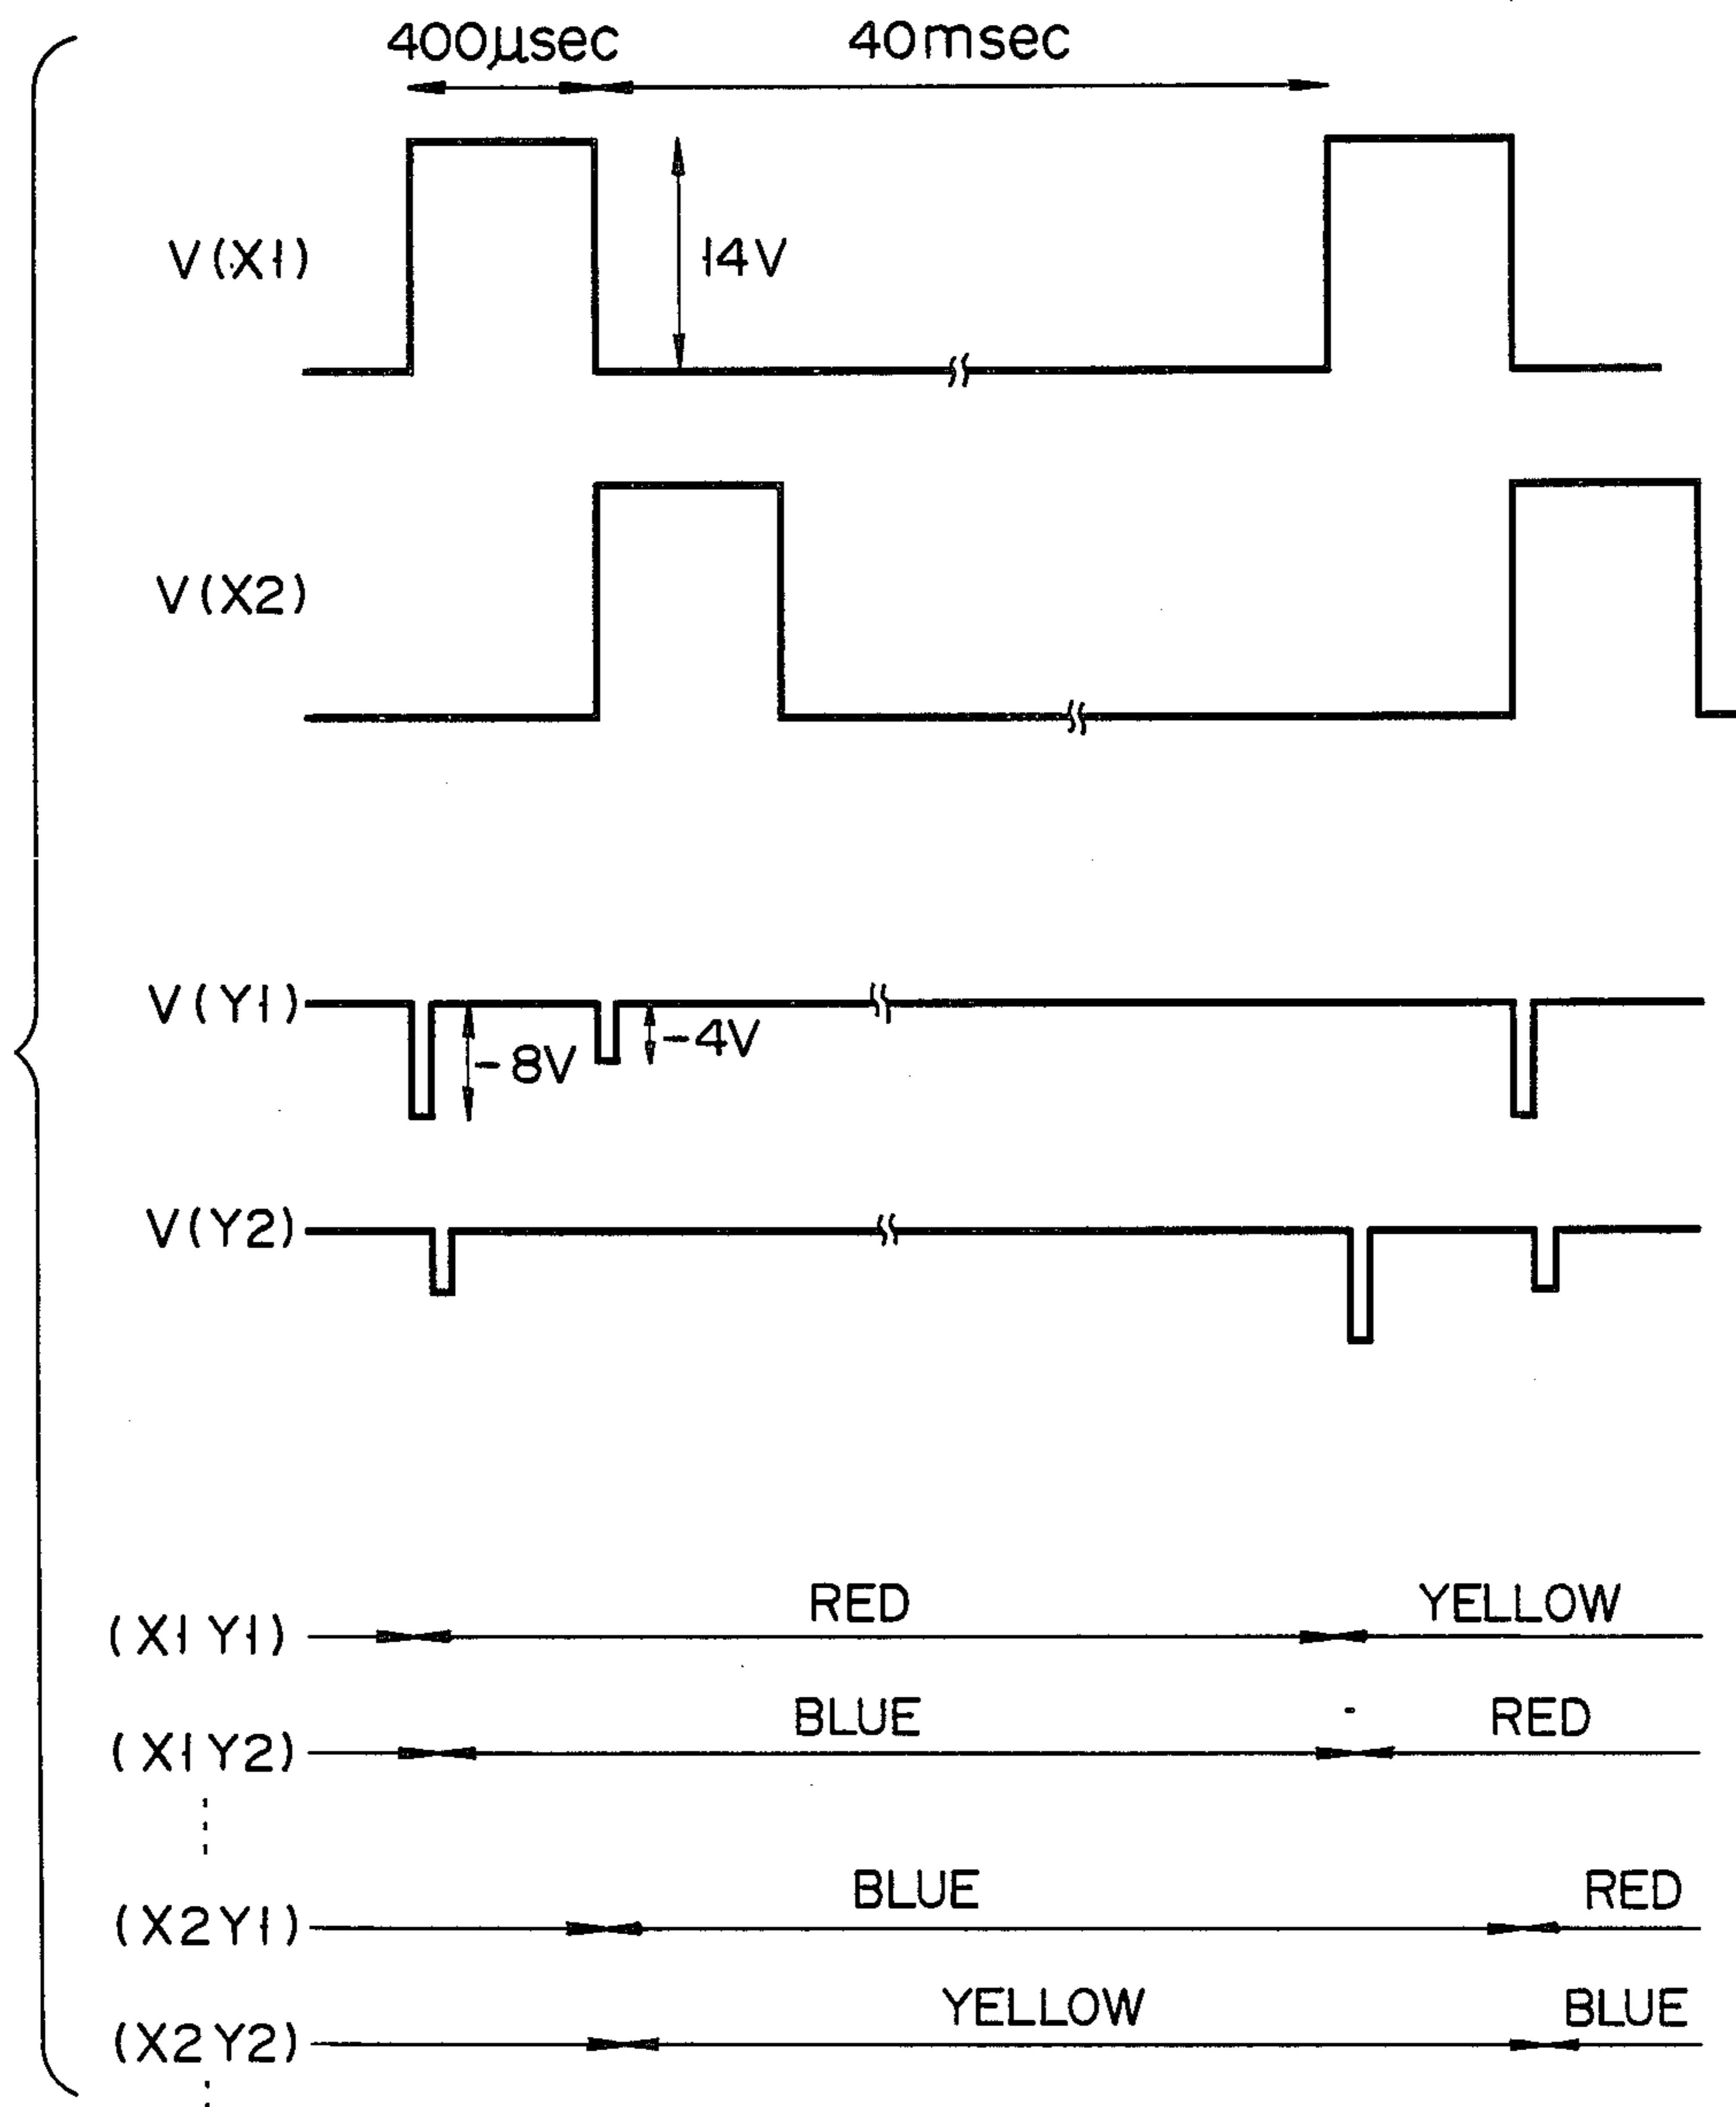 400μsec 40msec
V(X1) 14V
V(X2)
V(Y1) -8V -4V
V(Y2)
(X1Y1) RED YELLOW
(X1Y2) BLUE RED
(X2Y1) BLUE RED
(X2Y2) YELLOW BLUE